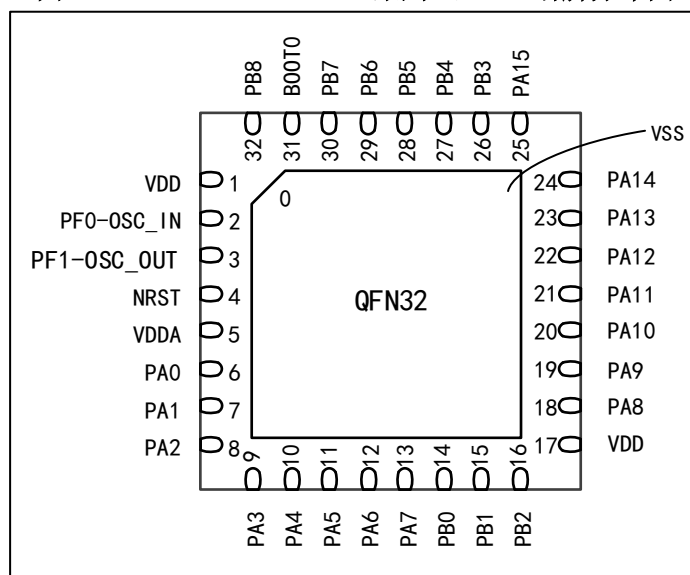 PB8 BOOT0 PB7 PB6 PB5 PB4 PB3 PA15
32 31 30 29 28 27 26 25
VSS
VDD 1
PF0-OSC_IN 2
PF1-OSC_OUT 3
NRST 4
VDDA 5
PA0 6
PA1 7
PA2 8
0
QFN32
24 PA14
23 PA13
22 PA12
21 PA11
20 PA10
19 PA9
18 PA8
17 VDD
9 10 11 12 13 14 15 16
PA3 PA4 PA5 PA6 PA7 PB0 PB1 PB2